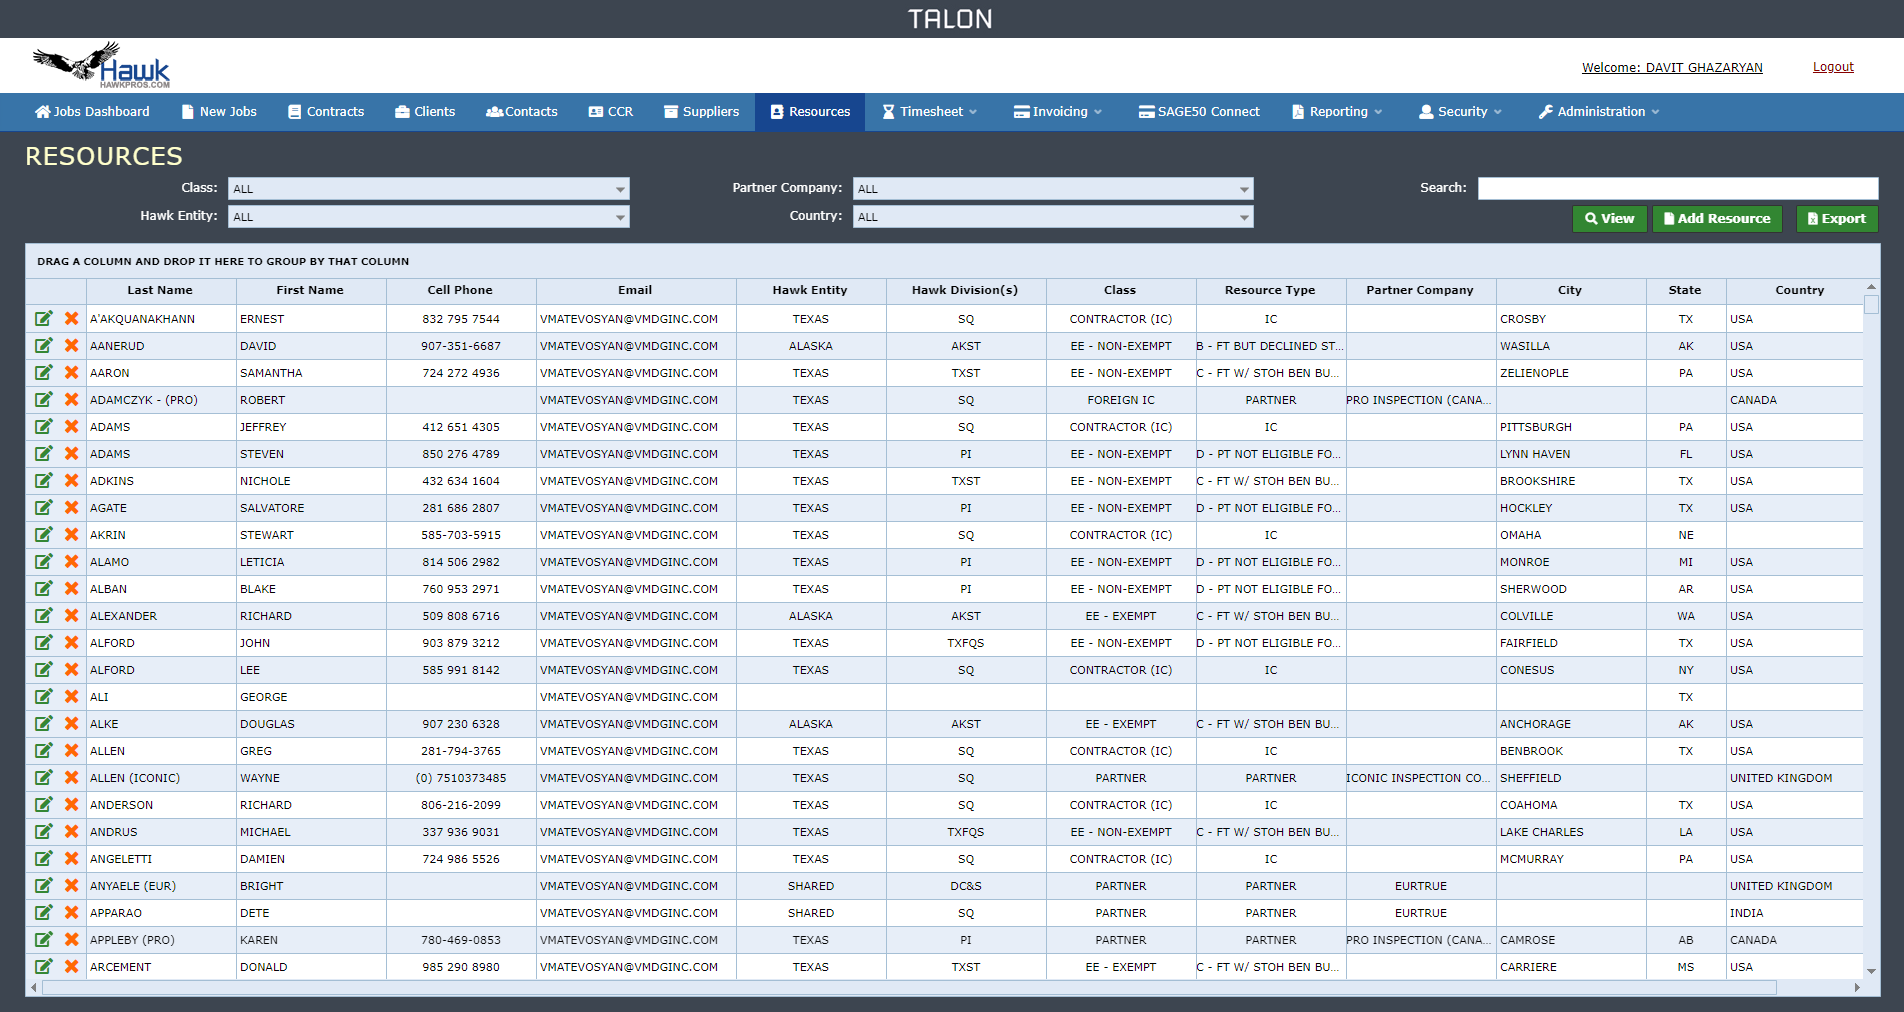 TALON
Hawk
HAWKPROS.COM
Welcome: DAVIT GHAZARYAN Logout
Jobs Dashboard New Jobs Contracts Clients Contacts CCR Suppliers Resources Timesheet Invoicing SAGE50 Connect Reporting Security Administration
RESOURCES
Class: ALL Partner Company: ALL Search:
Hawk Entity: ALL Country: ALL View Add Resource Export
DRAG A COLUMN AND DROP IT HERE TO GROUP BY THAT COLUMN
Last Name First Name Cell Phone Email Hawk Entity Hawk Division(s) Class Resource Type Partner Company City State Country
A'AKQUANAKHANN ERNEST 832 795 7544 VMATEVOSYAN@VMDGINC.COM TEXAS SQ CONTRACTOR (IC) IC CROSBY TX USA
AANERUD DAVID 907-351-6687 VMATEVOSYAN@VMDGINC.COM ALASKA AKST EE - NON-EXEMPT B - FT BUT DECLINED ST... WASILLA AK USA
AARON SAMANTHA 724 272 4936 VMATEVOSYAN@VMDGINC.COM TEXAS TXST EE - NON-EXEMPT C - FT W/ STOH BEN BU... ZELIENOPLE PA USA
ADAMCZYK - (PRO) ROBERT VMATEVOSYAN@VMDGINC.COM TEXAS SQ FOREIGN IC PARTNER PRO INSPECTION (CANA... CANADA
ADAMS JEFFREY 412 651 4305 VMATEVOSYAN@VMDGINC.COM TEXAS SQ CONTRACTOR (IC) IC PITTSBURGH PA USA
ADAMS STEVEN 850 276 4789 VMATEVOSYAN@VMDGINC.COM TEXAS PI EE - NON-EXEMPT D - PT NOT ELIGIBLE FO... LYNN HAVEN FL USA
ADKINS NICHOLE 432 634 1604 VMATEVOSYAN@VMDGINC.COM TEXAS TXST EE - NON-EXEMPT C - FT W/ STOH BEN BU... BROOKSHIRE TX USA
AGATE SALVATORE 281 686 2807 VMATEVOSYAN@VMDGINC.COM TEXAS PI EE - NON-EXEMPT D - PT NOT ELIGIBLE FO... HOCKLEY TX USA
AKRIN STEWART 585-703-5915 VMATEVOSYAN@VMDGINC.COM TEXAS SQ CONTRACTOR (IC) IC OMAHA NE
ALAMO LETICIA 814 506 2982 VMATEVOSYAN@VMDGINC.COM TEXAS PI EE - NON-EXEMPT D - PT NOT ELIGIBLE FO... MONROE MI USA
ALBAN BLAKE 760 953 2971 VMATEVOSYAN@VMDGINC.COM TEXAS PI EE - NON-EXEMPT D - PT NOT ELIGIBLE FO... SHERWOOD AR USA
ALEXANDER RICHARD 509 808 6716 VMATEVOSYAN@VMDGINC.COM ALASKA AKST EE - EXEMPT C - FT W/ STOH BEN BU... COLVILLE WA USA
ALFORD JOHN 903 879 3212 VMATEVOSYAN@VMDGINC.COM TEXAS TXFQS EE - NON-EXEMPT D - PT NOT ELIGIBLE FO... FAIRFIELD TX USA
ALFORD LEE 585 991 8142 VMATEVOSYAN@VMDGINC.COM TEXAS SQ CONTRACTOR (IC) IC CONESUS NY USA
ALI GEORGE VMATEVOSYAN@VMDGINC.COM TX
ALKE DOUGLAS 907 230 6328 VMATEVOSYAN@VMDGINC.COM ALASKA AKST EE - EXEMPT C - FT W/ STOH BEN BU... ANCHORAGE AK USA
ALLEN GREG 281-794-3765 VMATEVOSYAN@VMDGINC.COM TEXAS SQ CONTRACTOR (IC) IC BENBROOK TX USA
ALLEN (ICONIC) WAYNE (0) 7510373485 VMATEVOSYAN@VMDGINC.COM TEXAS SQ PARTNER PARTNER ICONIC INSPECTION CO... SHEFFIELD UNITED KINGDOM
ANDERSON RICHARD 806-216-2099 VMATEVOSYAN@VMDGINC.COM TEXAS SQ CONTRACTOR (IC) IC COAHOMA TX USA
ANDRUS MICHAEL 337 936 9031 VMATEVOSYAN@VMDGINC.COM TEXAS TXFQS EE - NON-EXEMPT C - FT W/ STOH BEN BU... LAKE CHARLES LA USA
ANGELETTI DAMIEN 724 986 5526 VMATEVOSYAN@VMDGINC.COM TEXAS SQ CONTRACTOR (IC) IC MCMURRAY PA USA
ANYAELE (EUR) BRIGHT VMATEVOSYAN@VMDGINC.COM SHARED DC&S PARTNER PARTNER EURTRUE UNITED KINGDOM
APPARAO DETE VMATEVOSYAN@VMDGINC.COM SHARED SQ PARTNER PARTNER EURTRUE INDIA
APPLEBY (PRO) KAREN 780-469-0853 VMATEVOSYAN@VMDGINC.COM TEXAS PI PARTNER PARTNER PRO INSPECTION (CANA... CAMROSE AB CANADA
ARCEMENT DONALD 985 290 8980 VMATEVOSYAN@VMDGINC.COM TEXAS TXST EE - EXEMPT C - FT W/ STOH BEN BU... CARRIERE MS USA